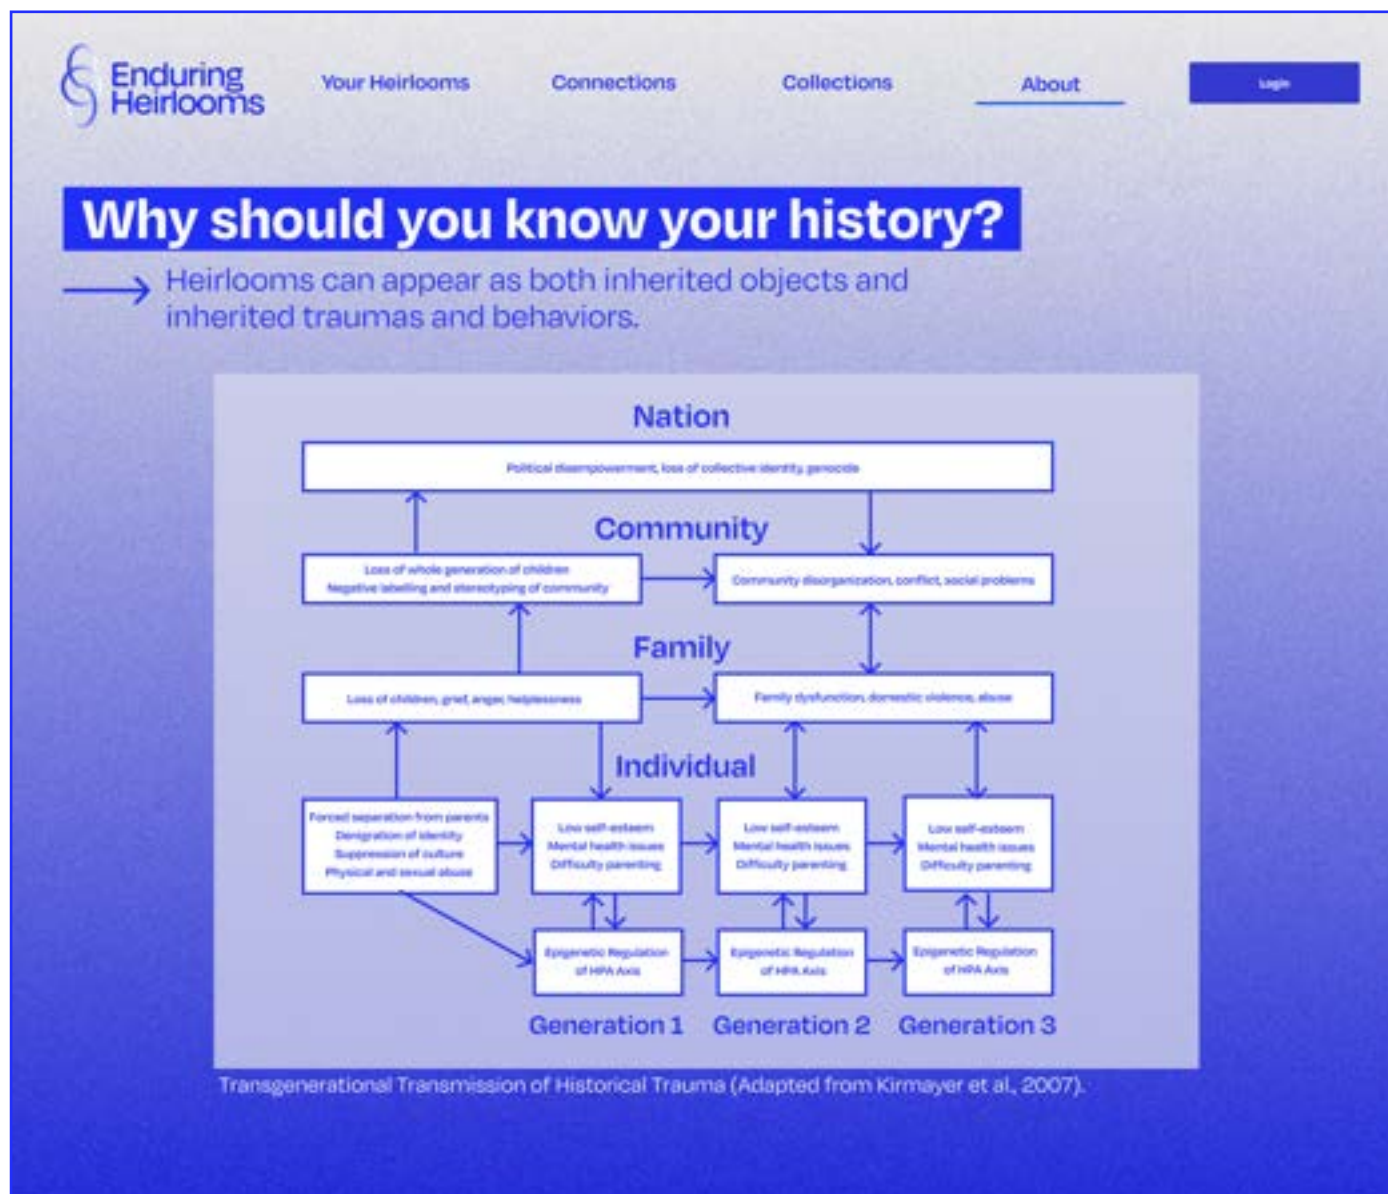 Enduring
Heirlooms
Your Heirlooms
Connections
Collections
About
Login
Why should you know your history?
Heirlooms can appear as both inherited objects and
inherited traumas and behaviors.
Nation
Political disempowerment, loss of collective identity, genocide
Community
Loss of whole generation of children
Negative labelling and stereotyping of community
Community disorganization, conflict, social problems
Family
Loss of children, grief, anger, helplessness
Family dysfunction, domestic violence, abuse
Individual
Forced separation from parents
Denigration of identity
Suppression of culture
Physical and sexual abuse
Low self-esteem
Mental health issues
Difficulty parenting
Low self-esteem
Mental health issues
Difficulty parenting
Low self-esteem
Mental health issues
Difficulty parenting
Epigenetic Regulation
of HPA Axis
Epigenetic Regulation
of HPA Axis
Epigenetic Regulation
of HPA Axis
Generation 1
Generation 2
Generation 3
Transgenerational Transmission of Historical Trauma (Adapted from Kirmayer et al., 2007).